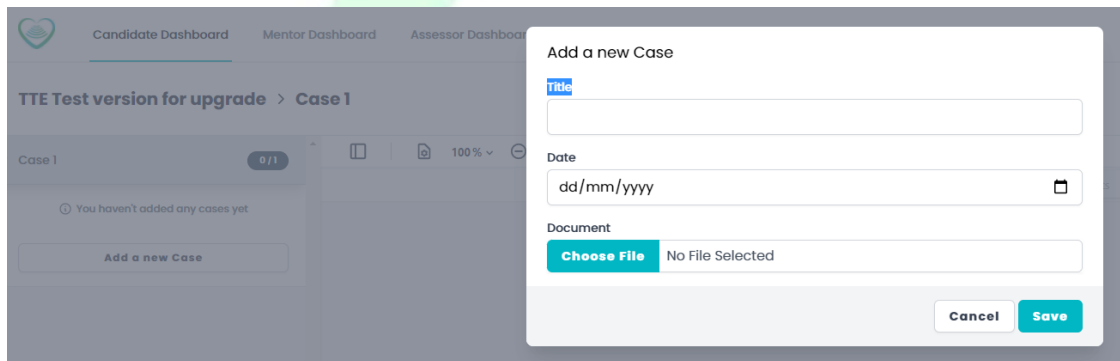 Candidate Dashboard
Mentor Dashboard
Assessor Dashboar
TTE Test version for upgrade > Case 1
Case 1
0/1
You haven't added any cases yet
Add a new Case
100%
Add a new Case
Title
Date
dd/mm/yyyy
Document
Choose File
No File Selected
Cancel
Save